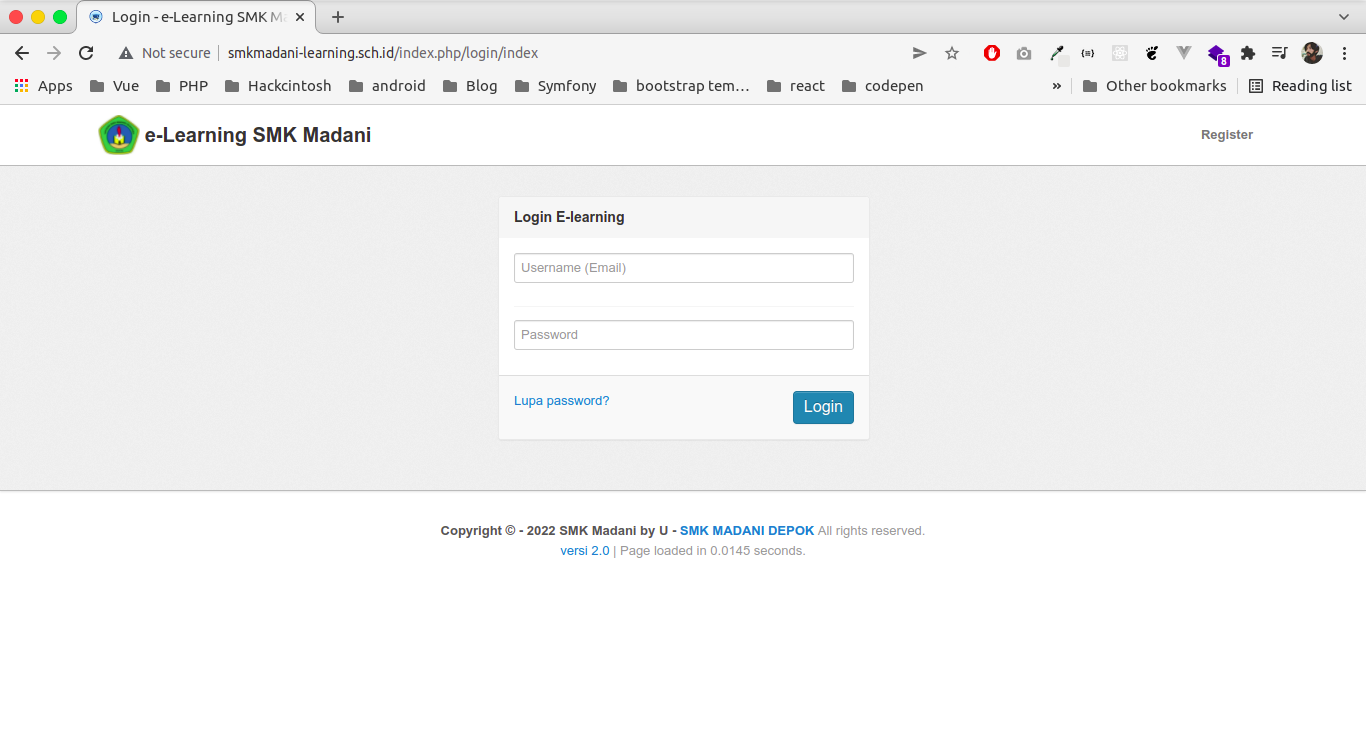 Login - e-Learning SMK M
Not secure smkmadani-learning.sch.id/index.php/login/index
8
Apps Vue PHP Hackintosh android Blog Symfony bootstrap tem… react codepen » Other bookmarks Reading list
e-Learning SMK Madani Register
Login E-learning
Username (Email)
Password
Lupa password? Login
Copyright © - 2022 SMK Madani by U - SMK MADANI DEPOK All rights reserved.
versi 2.0 | Page loaded in 0.0145 seconds.